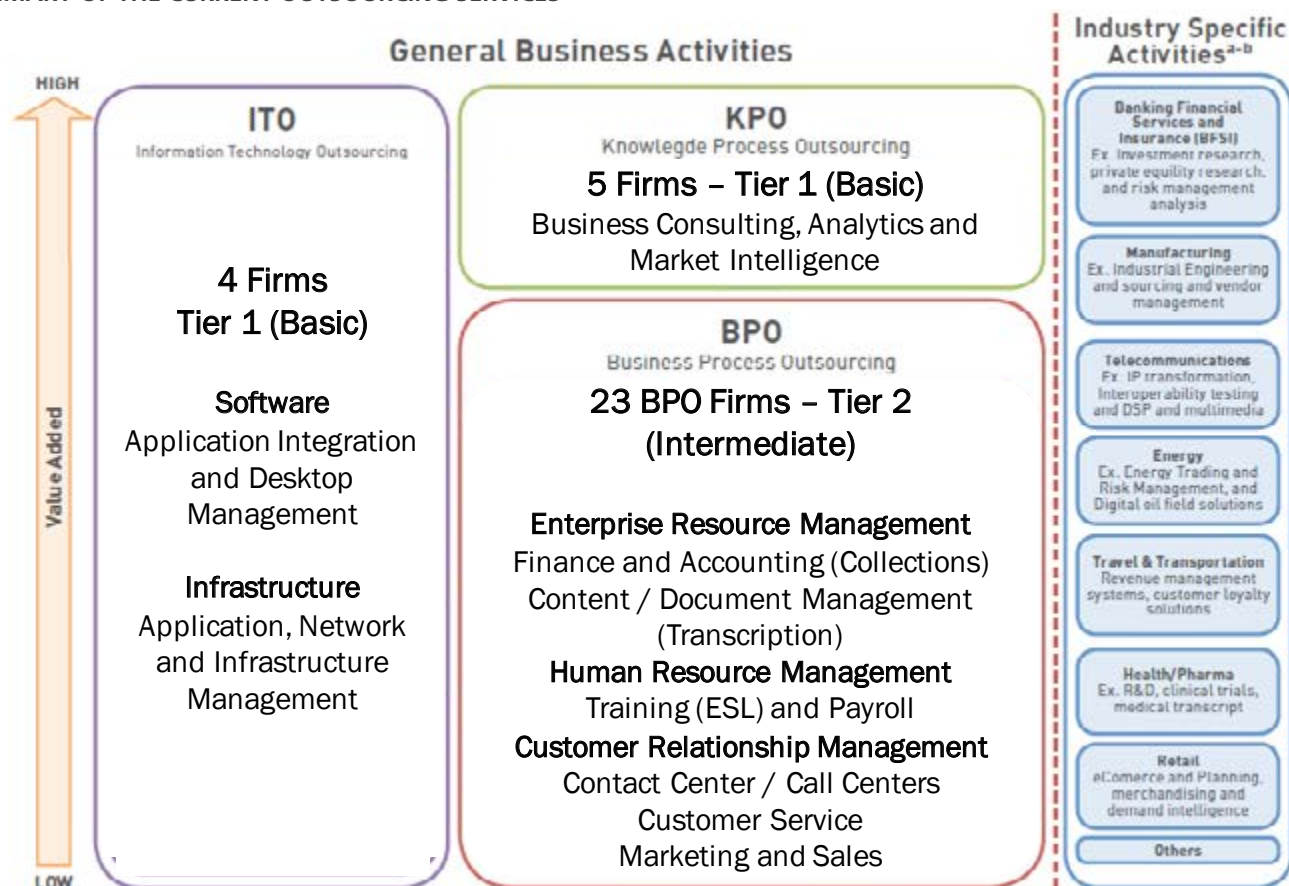 General Business Activities
Industry Specific
Activities a-b
HIGH
Value Added
LOW
ITO
Information Technology Outsourcing
4 Firms
Tier 1 (Basic)
Software
Application Integration
and Desktop
Management
Infrastructure
Application, Network
and Infrastructure
Management
KPO
Knowlegde Process Outsourcing
5 Firms – Tier 1 (Basic)
Business Consulting, Analytics and
Market Intelligence
BPO
Business Process Outsourcing
23 BPO Firms – Tier 2
(Intermediate)
Enterprise Resource Management
Finance and Accounting (Collections)
Content / Document Management
(Transcription)
Human Resource Management
Training (ESL) and Payroll
Customer Relationship Management
Contact Center / Call Centers
Customer Service
Marketing and Sales
Banking Financial
Services and
Insurance (BFSI)
Ex. Investment research,
private equity research,
and risk management
analysis
Manufacturing
Ex. Industrial Engineering
and sourcing and vendor
management
Telecommunications
Ex. IP transformation,
Interoperability testing
and DSP and multimedia
Energy
Ex. Energy Trading and
Risk Management, and
Digital oil field solutions
Travel & Transportation
Revenue management
systems, customer loyalty
solutions
Health/Pharma
Ex. R&D, clinical trials,
medical transcript
Retail
eComerce and Planning,
merchandising and
demand intelligence
Others